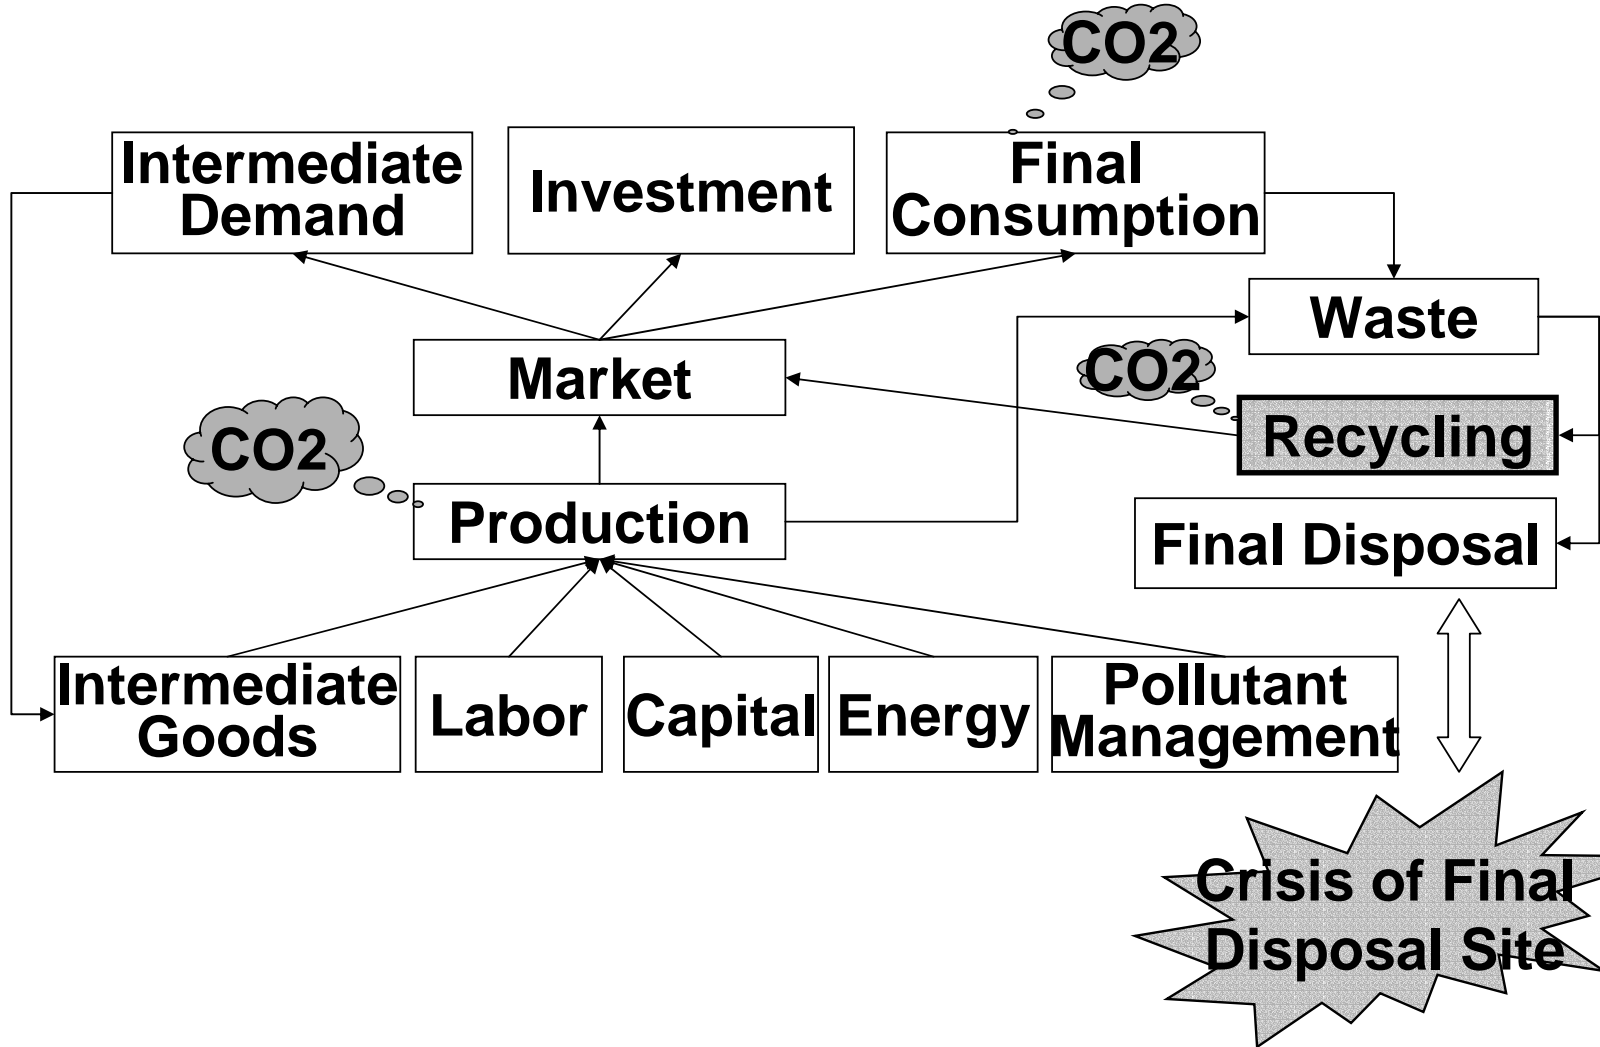 CO2
Intermediate
Demand
Investment
Final
Consumption
Waste
Market
CO2
CO2
Recycling
Production
Final Disposal
Intermediate
Goods
Labor
Capital
Energy
Pollutant
Management
Crisis of Final
Disposal Site